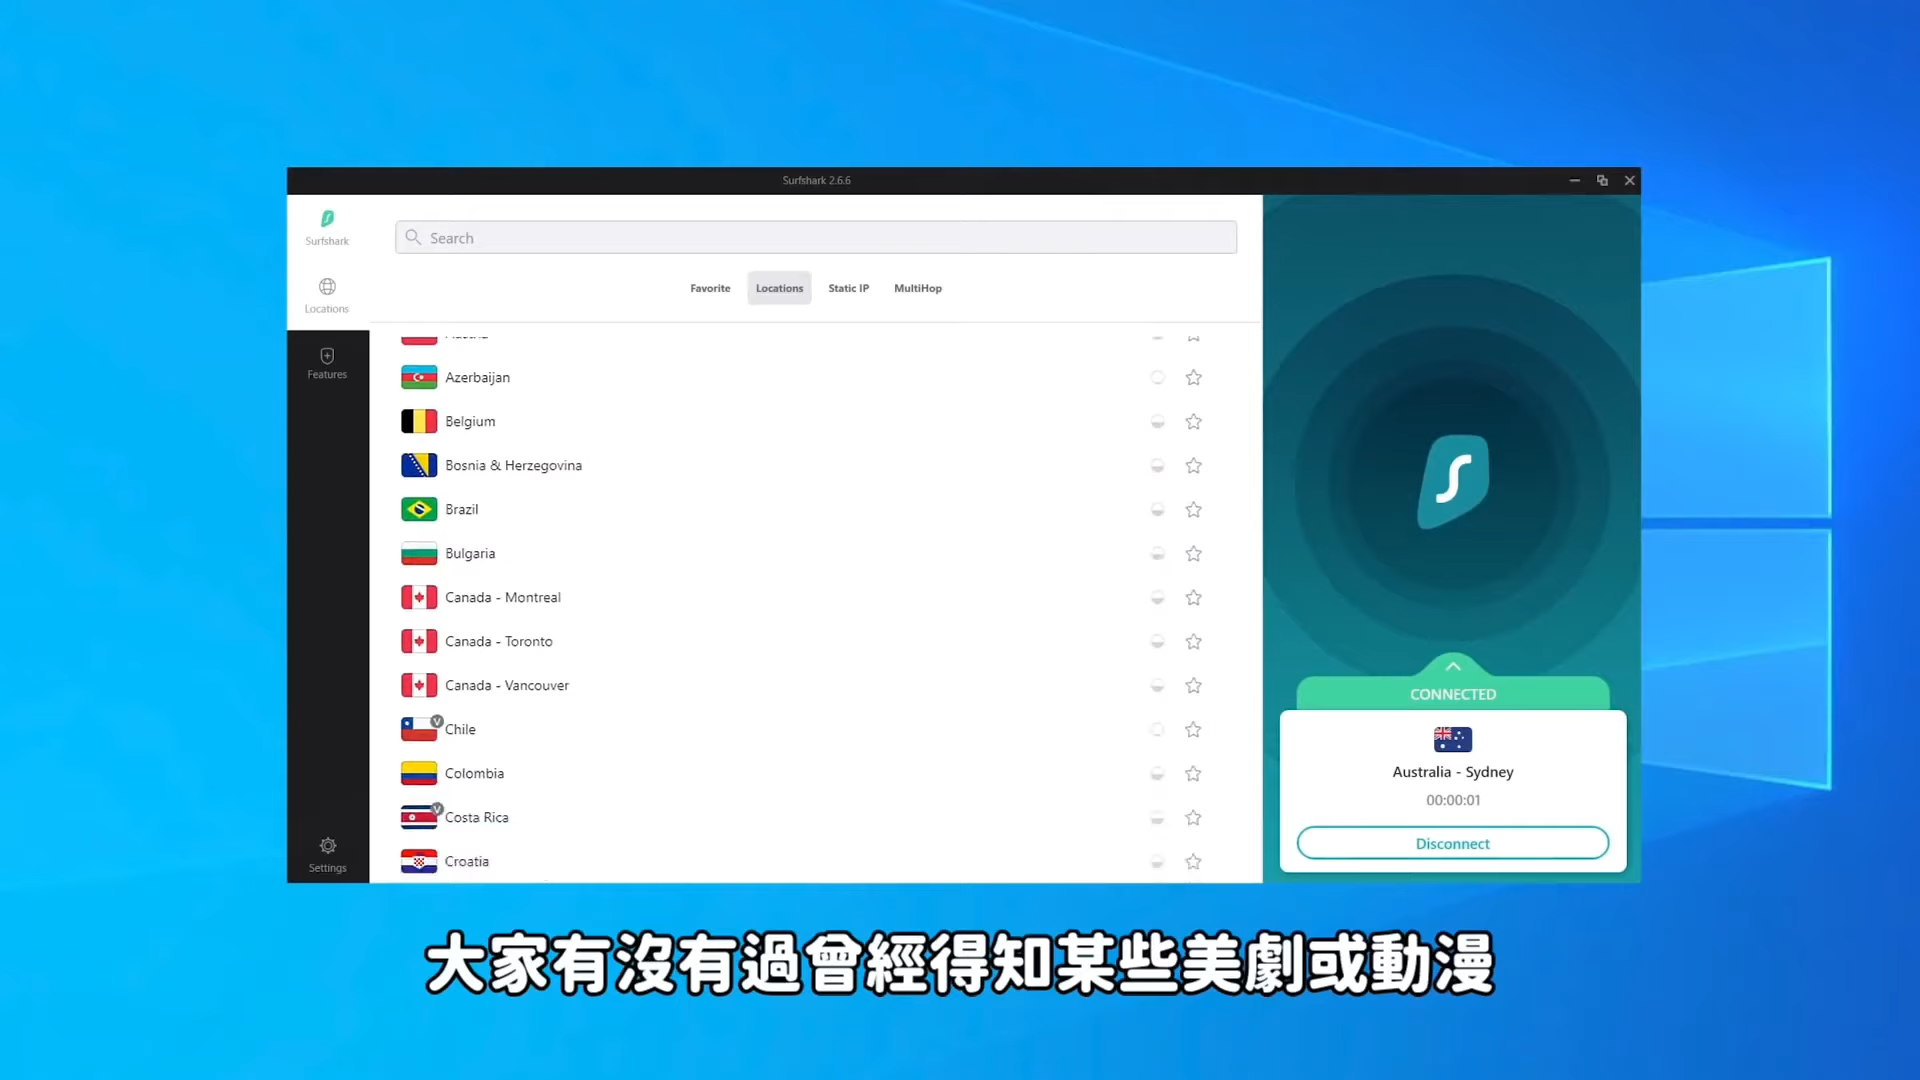 Surfshark 2.6.6
Surfshark
Search
Locations
Favorite Locations Static IP MultiHop
Features
Azerbaijan
Belgium
Bosnia & Herzegovina
Brazil
Bulgaria
Canada - Montreal
Canada - Toronto
Canada - Vancouver
Chile
Colombia
Costa Rica
Croatia
Settings
CONNECTED
Australia - Sydney
00:00:01
Disconnect
大家有沒有過曾經得知某些美劇或動漫